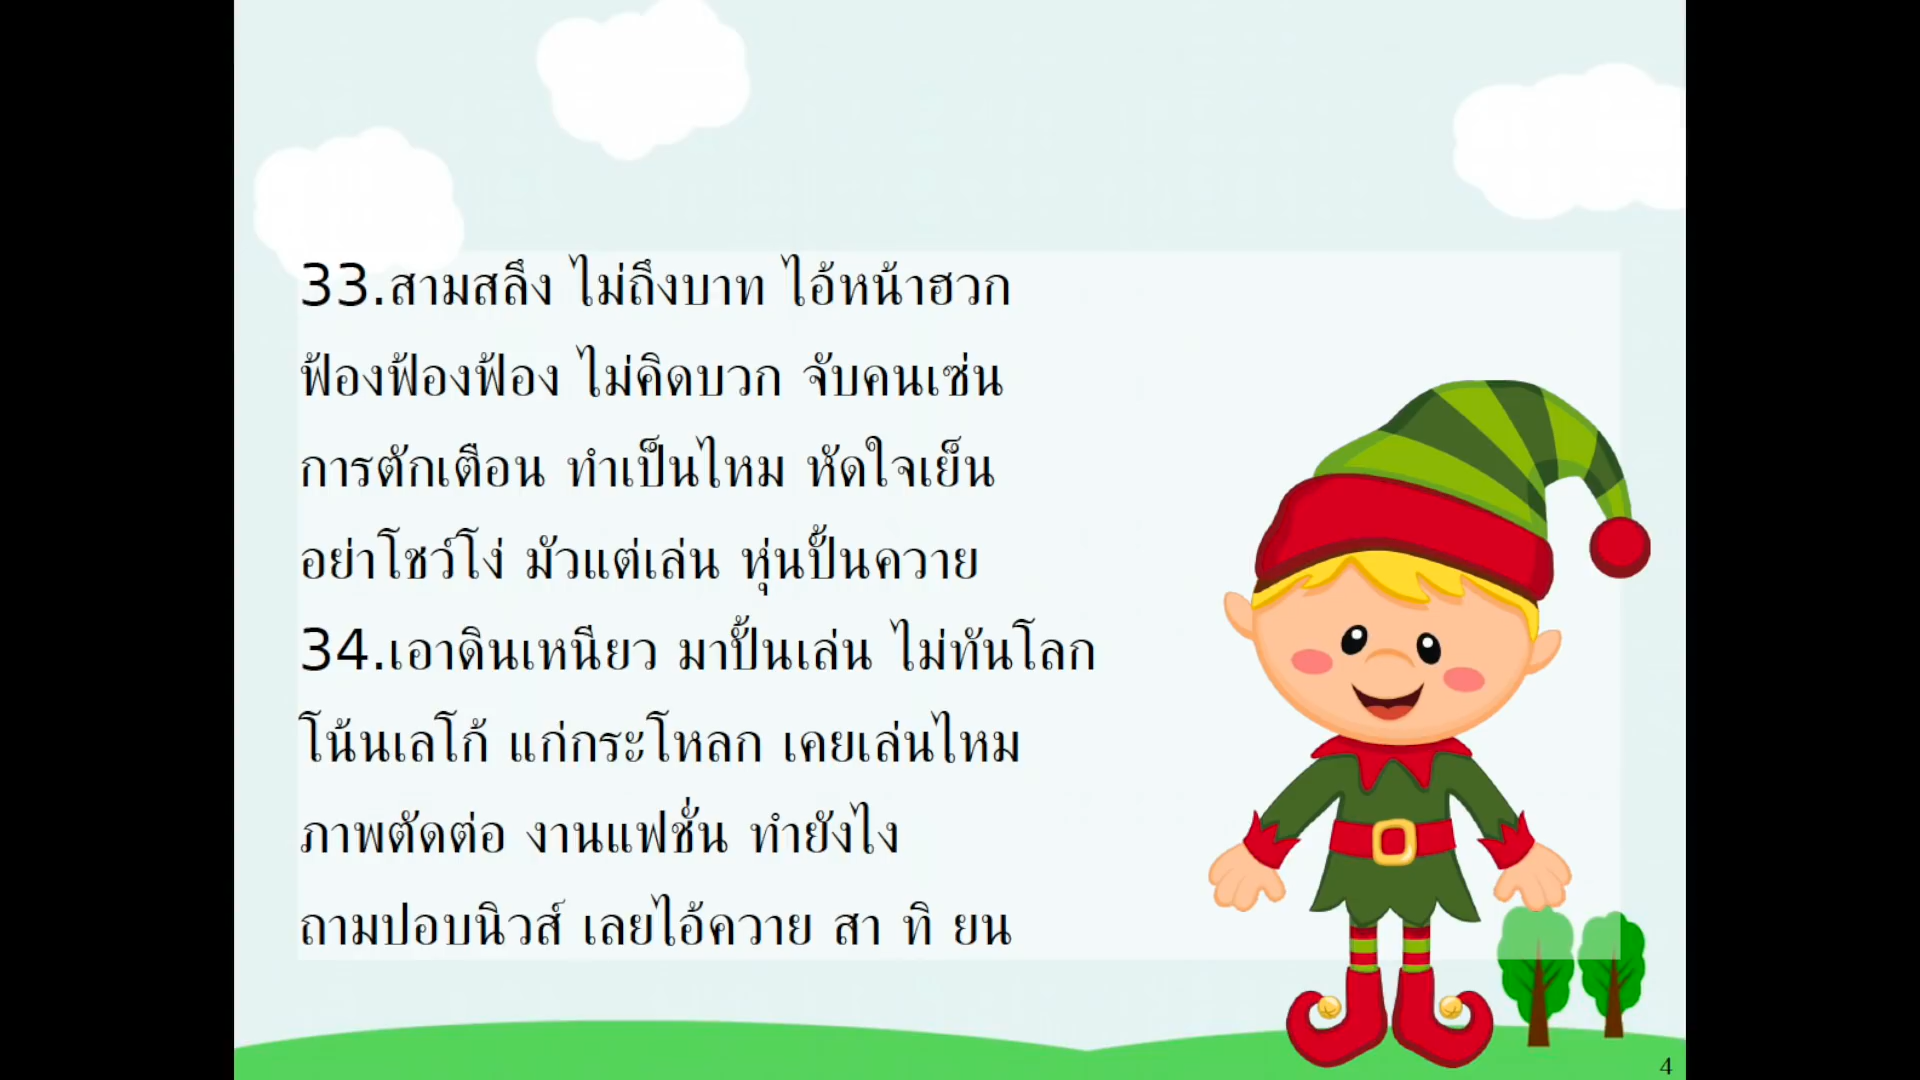 33.สามสลึง ไม่ถึงบาท ไอ้หน้าฮวก
ฟ้องฟ้องฟ้อง ไม่คิดบวก จับคนเซ่น
การตักเตือน ทำเป็นไหม หัดใจเย็น
อย่าโชว์โง่ มัวแต่เล่น หุ่นปั้นควาย
34.เอาดินเหนียว มาปั้นเล่น ไม่ทันโลก
โน้นเลโก้ แก่กระโหลก เคยเล่นไหม
ภาพตัดต่อ งานแฟชั่น ทำยังไง
ถามปอบนิวส์ เลยไอ้ควาย สา ทิ ยน
4